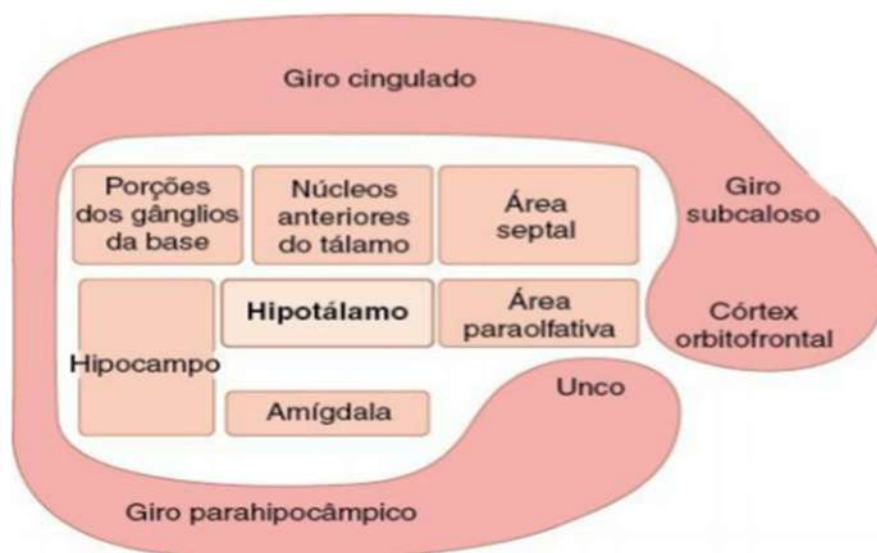 Giro cingulado
Porções
dos gânglios
da base
Núcleos
anteriores
do tálamo
Área
septal
Giro
subcaloso
Hipotálamo
Área
paraolfativa
Córtex
orbitofrontal
Hipocampo
Amígdala
Unco
Giro parahipocâmpico